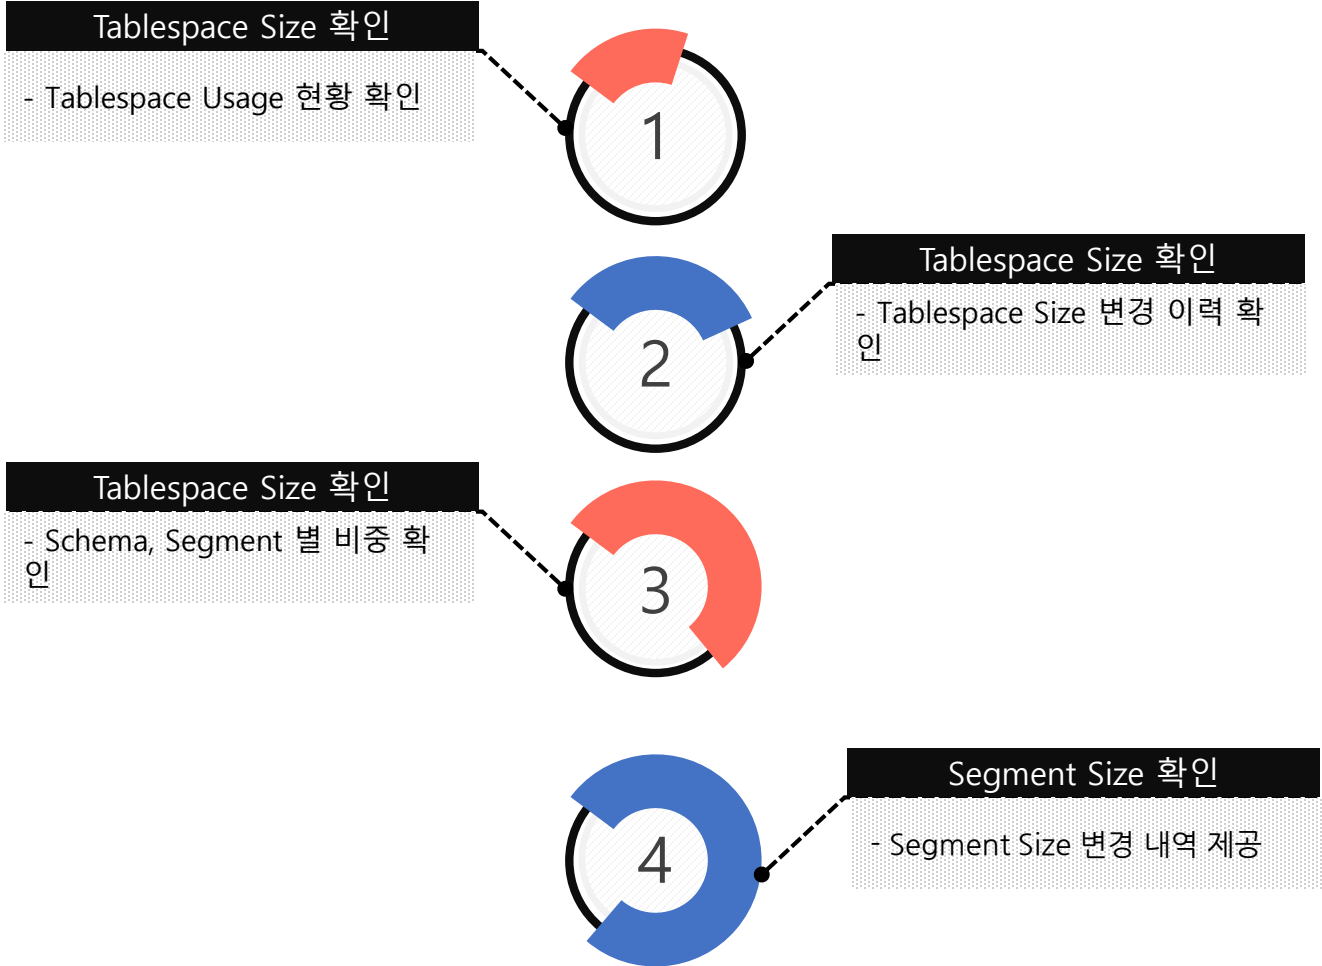 Tablespace Size 확인
- Tablespace Usage 현황 확인
1
Tablespace Size 확인
- Tablespace Size 변경 이력 확
인
2
Tablespace Size 확인
- Schema, Segment 별 비중 확
인
3
Segment Size 확인
- Segment Size 변경 내역 제공
4